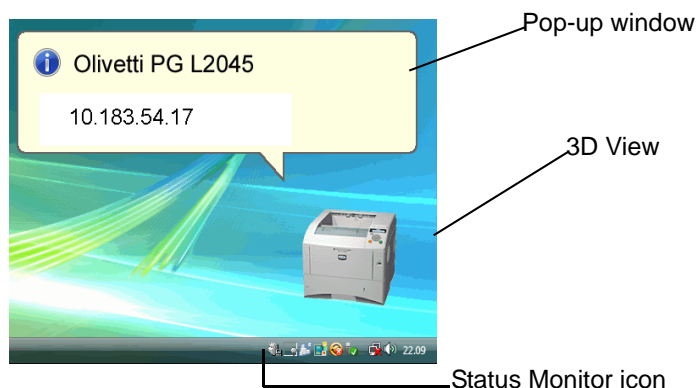 Pop-up window
Olivetti PG L2045
10.183.54.17
3D View
22.09
Status Monitor icon